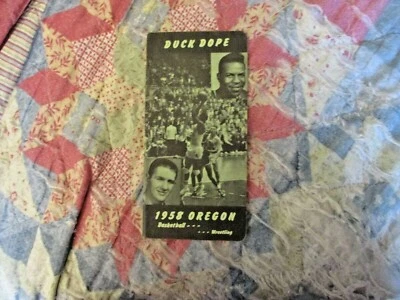 DUCK DOPE
1958 OREGON
Basketball - - -
- - - Wrestling